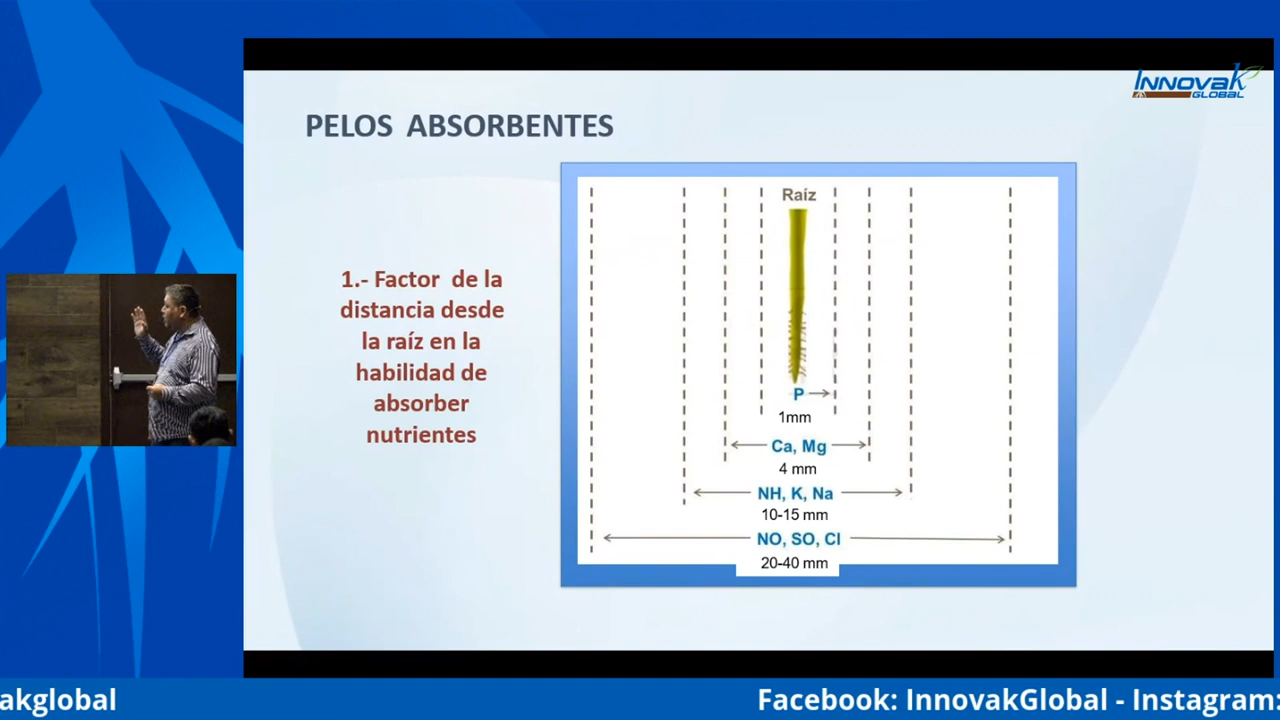 INNOVAK
GLOBAL
PELOS ABSORBENTES
1.- Factor de la
distancia desde
la raíz en la
habilidad de
absorber
nutrientes
Raíz
P
1mm
Ca, Mg
4 mm
NH, K, Na
10-15 mm
NO, SO, Cl
20-40 mm
akglobal
Facebook: InnovakGlobal - Instagram: